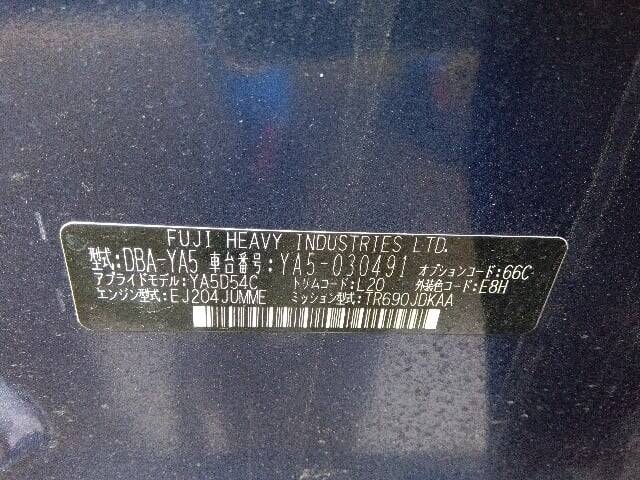 FUJI HEAVY INDUSTRIES LTD.
型式:DBA-YA5 車台番号:YA5-030491 オプションコード:66C
アプライドモデル:YA5D54C トリムコード:L20 外装色コード:E8H
エンジン型式:EJ204JUMME ミッション型式:TR690JDKAA